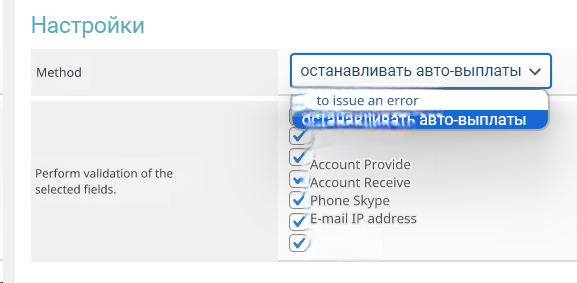 Настройки
Method
останавливать авто-выплаты
to issue an error
останавливать авто-выплаты
Perform validation of the
selected fields.
Account Provide
Account Receive
Phone Skype
E-mail IP address